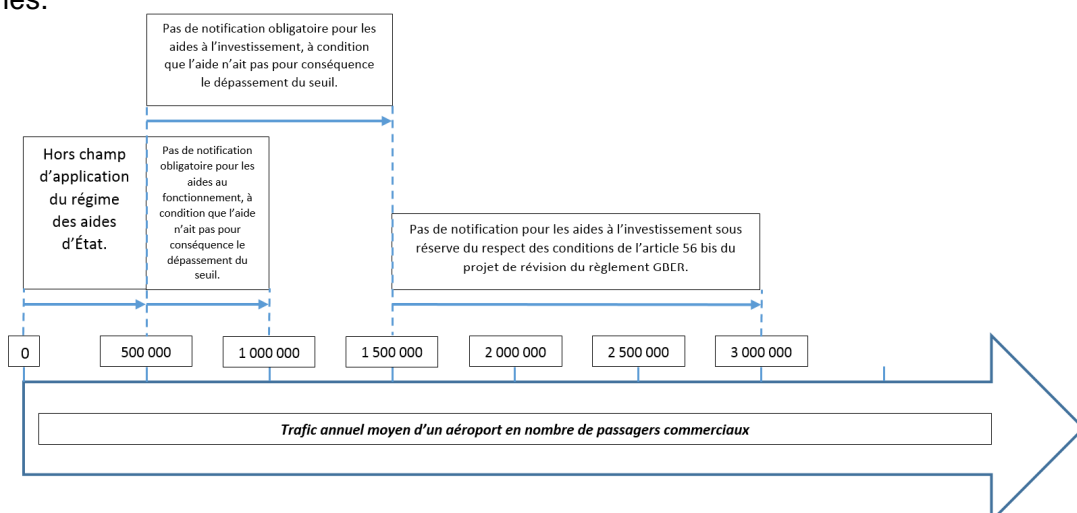 Pas de notification obligatoire pour les
aides à l'investissement, à condition
que l'aide n'ait pas pour conséquence
le dépassement du seuil.
Hors champ
d'application
du régime
des aides
d'État.
Pas de notification
obligatoire pour les
aides au
fonctionnement, à
condition que l'aide
n'ait pas pour
conséquence le
dépassement du
seuil.
Pas de notification pour les aides à l'investissement sous
réserve du respect des conditions de l'article 56 bis du
projet de révision du règlement GBER.
0
500 000
1 000 000
1 500 000
2 000 000
2 500 000
3 000 000
Trafic annuel moyen d'un aéroport en nombre de passagers commerciaux